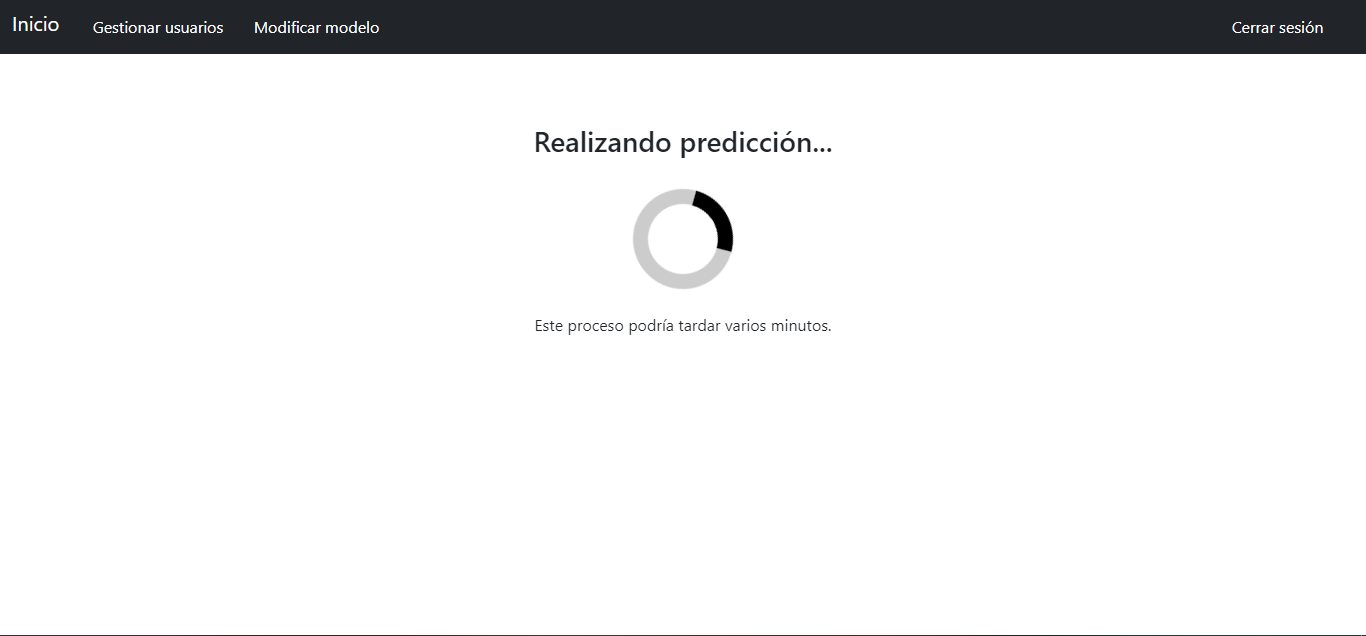 Inicio Gestionar usuarios Modificar modelo Cerrar sesión
Realizando predicción...
Este proceso podría tardar varios minutos.